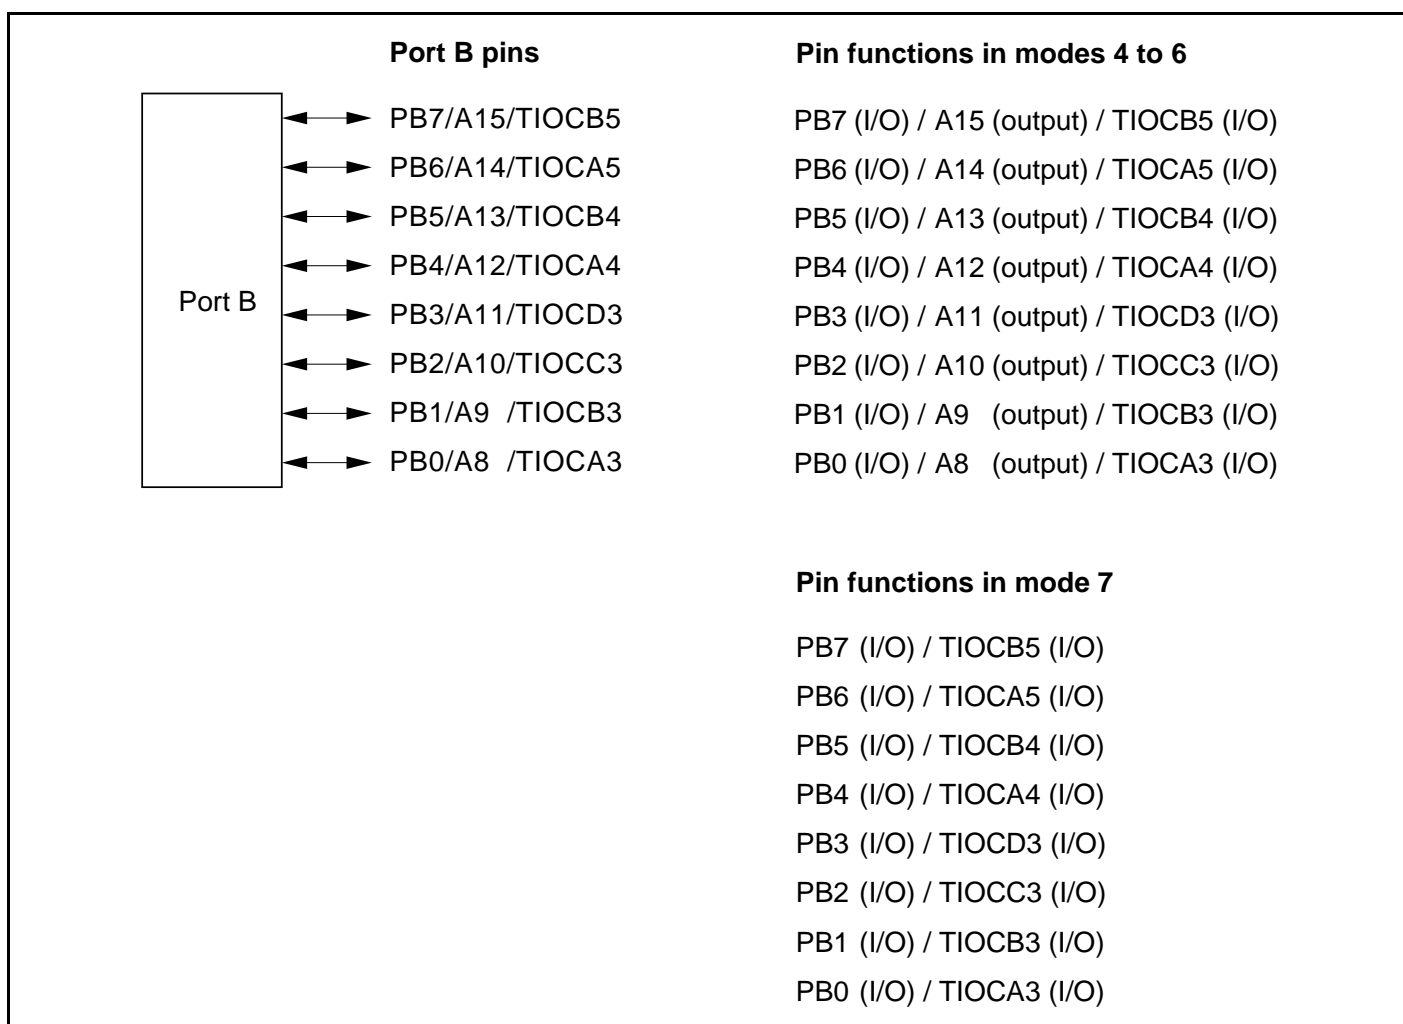 Port B pins
PB7/A15/TIOCB5
PB6/A14/TIOCA5
PB5/A13/TIOCB4
PB4/A12/TIOCA4
PB3/A11/TIOCD3
PB2/A10/TIOCC3
PB1/A9 /TIOCB3
PB0/A8 /TIOCA3
Port B
Pin functions in modes 4 to 6
PB7 (I/O) / A15 (output) / TIOCB5 (I/O)
PB6 (I/O) / A14 (output) / TIOCA5 (I/O)
PB5 (I/O) / A13 (output) / TIOCB4 (I/O)
PB4 (I/O) / A12 (output) / TIOCA4 (I/O)
PB3 (I/O) / A11 (output) / TIOCD3 (I/O)
PB2 (I/O) / A10 (output) / TIOCC3 (I/O)
PB1 (I/O) / A9 (output) / TIOCB3 (I/O)
PB0 (I/O) / A8 (output) / TIOCA3 (I/O)
Pin functions in mode 7
PB7 (I/O) / TIOCB5 (I/O)
PB6 (I/O) / TIOCA5 (I/O)
PB5 (I/O) / TIOCB4 (I/O)
PB4 (I/O) / TIOCA4 (I/O)
PB3 (I/O) / TIOCD3 (I/O)
PB2 (I/O) / TIOCC3 (I/O)
PB1 (I/O) / TIOCB3 (I/O)
PB0 (I/O) / TIOCA3 (I/O)